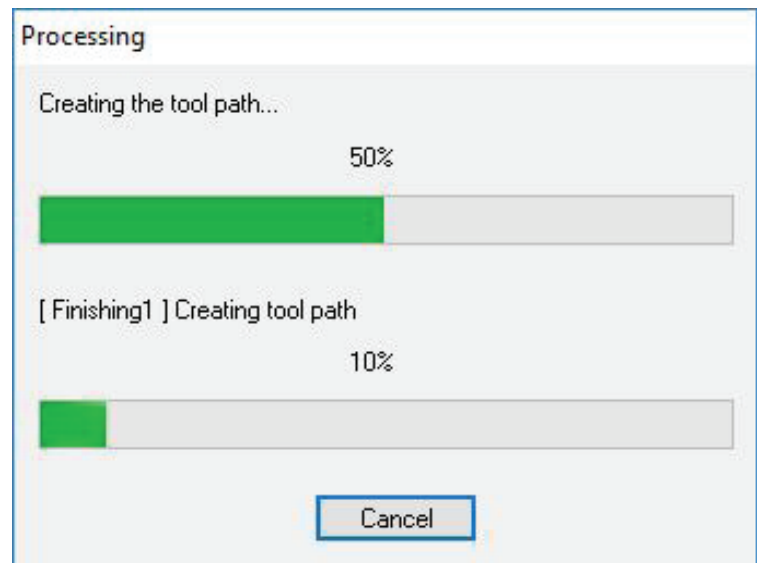 Processing
Creating the tool path...
50%
[ Finishing1 ] Creating tool path
10%
Cancel